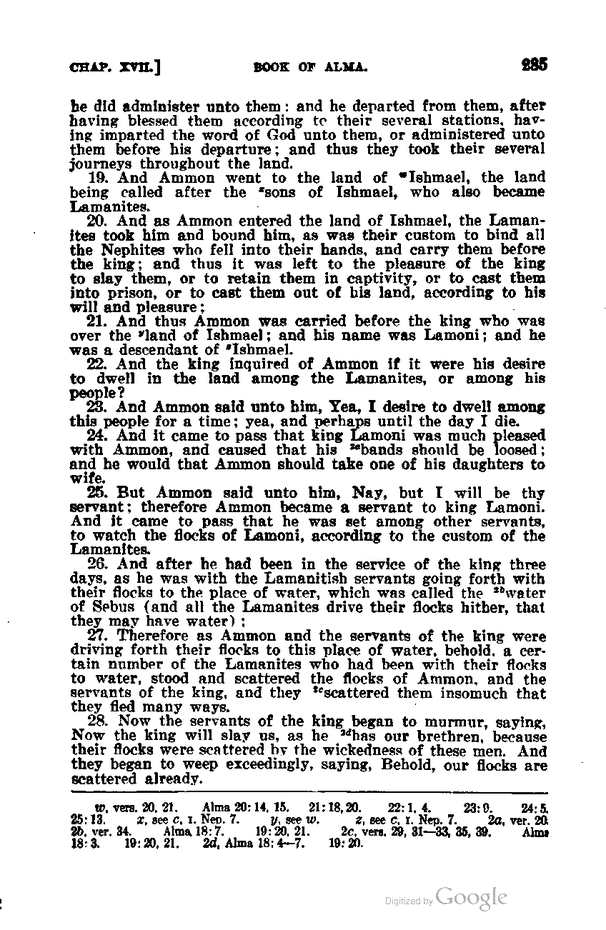 CHAP. XVII.] BOOK OF ALMA. 285
he did administer unto them: and he departed from them, after
having blessed them according to their several stations, hav-
ing imparted the word of God unto them, or administered unto
them before his departure; and thus they took their several
journeys throughout the land.
19. And Ammon went to the land of ʷIshmael, the land
being called after the ˣsons of Ishmael, who also became
Lamanites.
20. And as Ammon entered the land of Ishmael, the Laman-
ites took him and bound him, as was their custom to bind all
the Nephites who fell into their hands, and carry them before
the king; and thus it was left to the pleasure of the king
to slay them, or to retain them in captivity, or to cast them
into prison, or to cast them out of his land, according to his
will and pleasure;
21. And thus Ammon was carried before the king who was
over the ʸland of Ishmael; and his name was Lamoni; and he
was a descendant of ᶻIshmael.
22. And the king inquired of Ammon if it were his desire
to dwell in the land among the Lamanites, or among his
people?
23. And Ammon said unto him, Yea, I desire to dwell among
this people for a time; yea, and perhaps until the day I die.
24. And it came to pass that king Lamoni was much pleased
with Ammon, and caused that his ²ᵃbands should be loosed;
and he would that Ammon should take one of his daughters to
wife.
25. But Ammon said unto him, Nay, but I will be thy
servant; therefore Ammon became a servant to king Lamoni.
And it came to pass that he was set among other servants,
to watch the flocks of Lamoni, according to the custom of the
Lamanites.
26. And after he had been in the service of the king three
days, as he was with the Lamanitish servants going forth with
their flocks to the place of water, which was called the ²ᵇwater
of Sebus (and all the Lamanites drive their flocks hither, that
they may have water);
27. Therefore as Ammon and the servants of the king were
driving forth their flocks to this place of water, behold, a cer-
tain number of the Lamanites who had been with their flocks
to water, stood and scattered the flocks of Ammon, and the
servants of the king, and they ²ᶜscattered them insomuch that
they fled many ways.
28. Now the servants of the king began to murmur, saying,
Now the king will slay us, as he ²ᵈhas our brethren, because
their flocks were scattered by the wickedness of these men. And
they began to weep exceedingly, saying, Behold, our flocks are
scattered already.
w, vers. 20, 21. Alma 20:14, 15. 21:18,20. 22:1, 4. 23:9. 24:5.
25:13. x, see c, 1. Nep. 7. y, see w. z, see c, 1. Nep. 7. 2a, ver. 20.
2b, ver. 34. Alma 18:7. 19:20, 21. 2c, vers. 29, 31—33, 35, 39. Alma
18:3. 19:20, 21. 2d, Alma 18:4—7. 19:20.
Digitized by Google